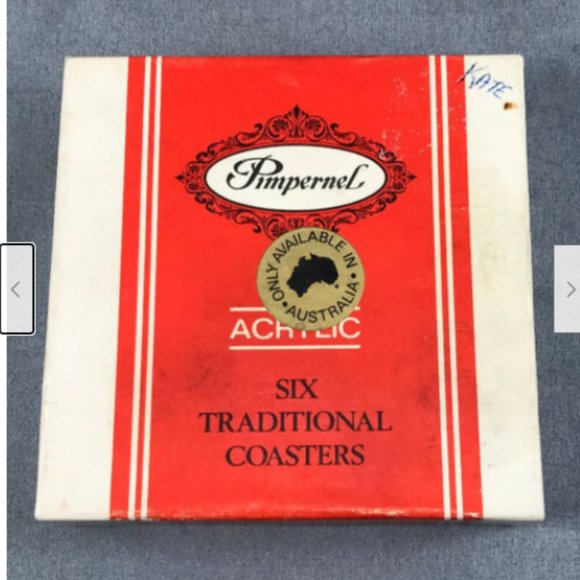 KATE
Pimpernel
ONLY AVAILABLE IN
• AUSTRALIA •
ACRYLIC
SIX
TRADITIONAL
COASTERS